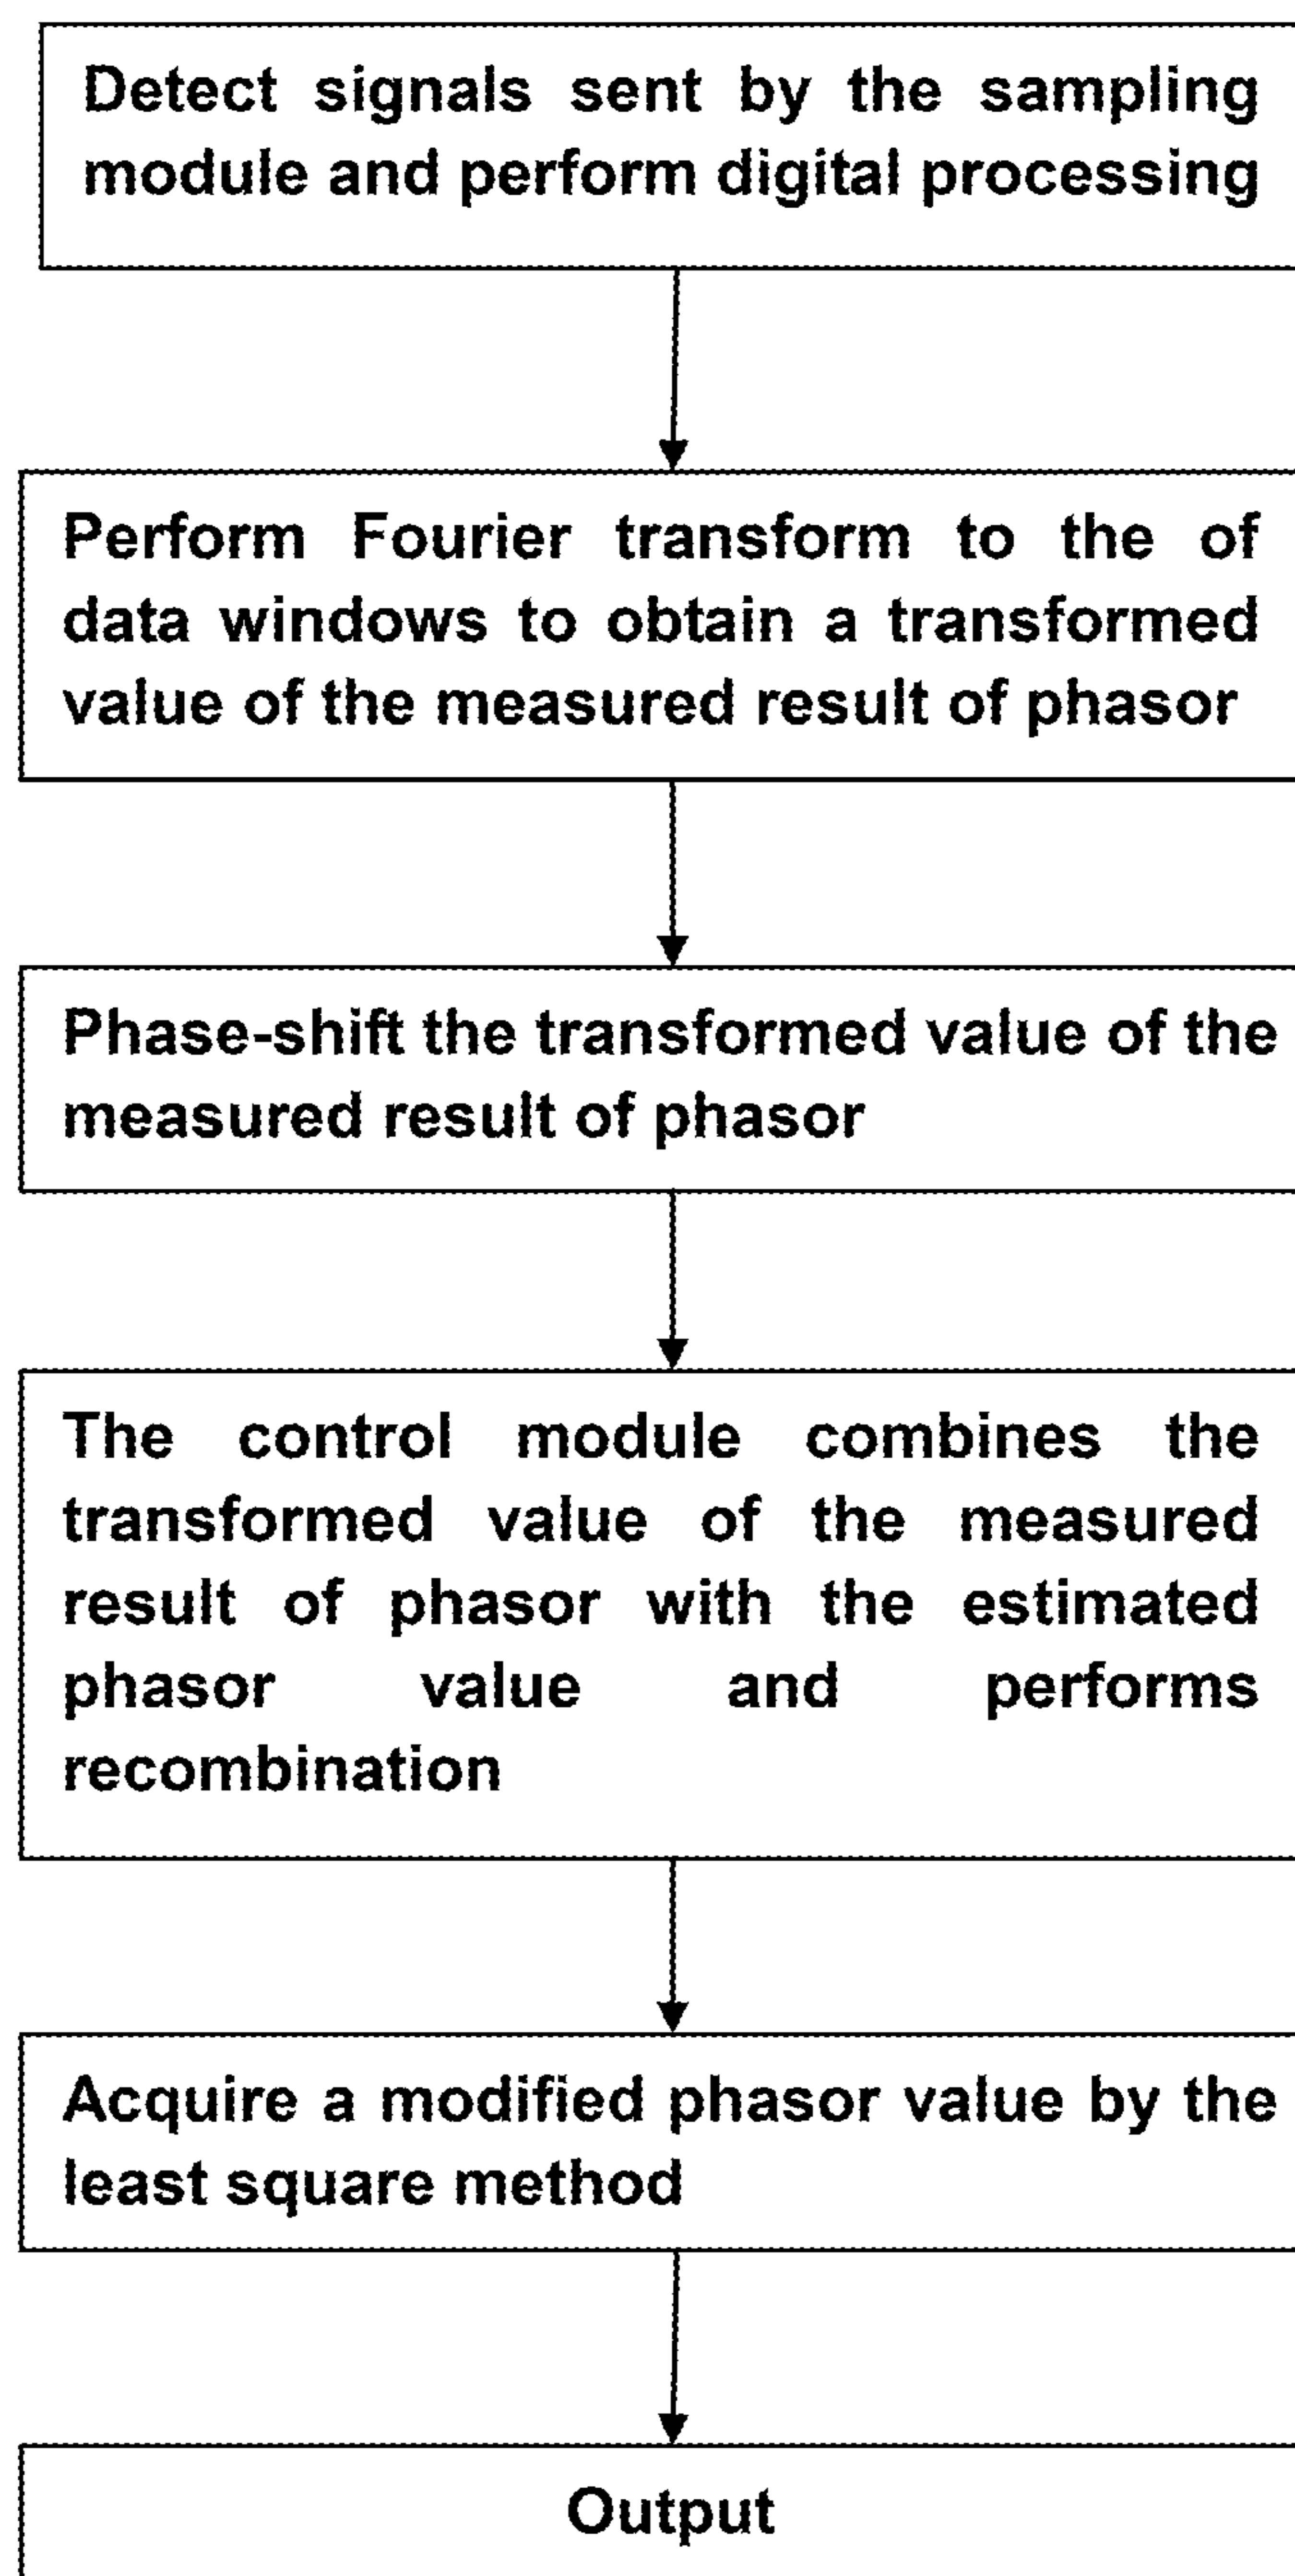 Detect signals sent by the sampling
module and perform digital processing
Perform Fourier transform to the of
data windows to obtain a transformed
value of the measured result of phasor
Phase-shift the transformed value of the
measured result of phasor
The control module combines the
transformed value of the measured
result of phasor with the estimated
phasor value and performs
recombination
Acquire a modified phasor value by the
least square method
Output